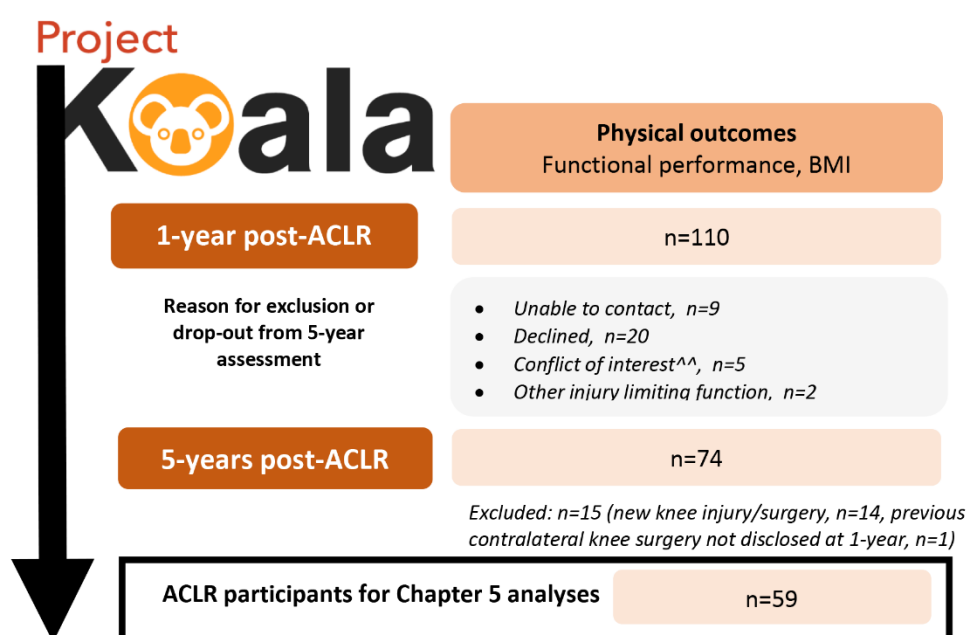 Project
Koala
Physical outcomes
Functional performance, BMI
1-year post-ACLR
n=110
Reason for exclusion or
drop-out from 5-year
assessment
• Unable to contact, n=9
• Declined, n=20
• Conflict of interest^^, n=5
• Other injury limiting function, n=2
5-years post-ACLR
n=74
Excluded: n=15 (new knee injury/surgery, n=14, previous
contralateral knee surgery not disclosed at 1-year, n=1)
ACLR participants for Chapter 5 analyses
n=59